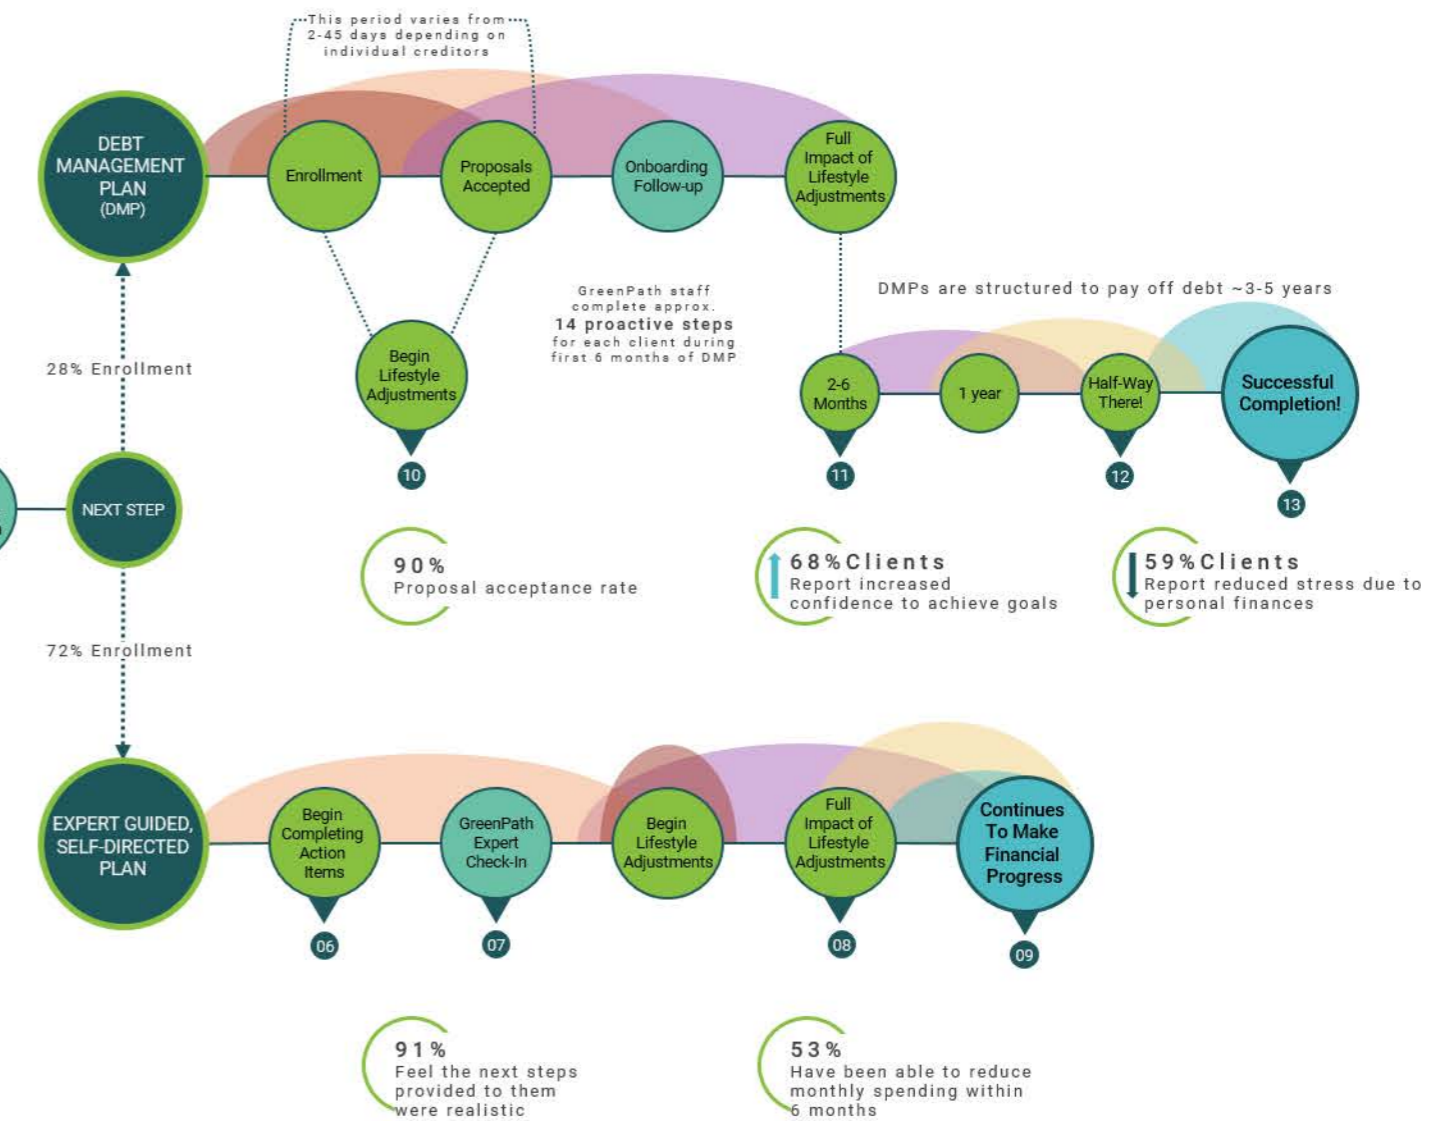 This period varies from
2-45 days depending on
individual creditors
DEBT
MANAGEMENT
PLAN
(DMP)
Enrollment
Proposals
Accepted
Onboarding
Follow-up
Full
Impact of
Lifestyle
Adjustments
Begin
Lifestyle
Adjustments
10
GreenPath staff
complete approx.
14 proactive steps
for each client during
first 6 months of DMP
DMPs are structured to pay off debt ~3-5 years
2-6
Months
11
1 year
Half-Way
There!
12
Successful
Completion!
13
28% Enrollment
NEXT STEP
72% Enrollment
90%
Proposal acceptance rate
68% Clients
Report increased
confidence to achieve goals
59% Clients
Report reduced stress due to
personal finances
EXPERT GUIDED,
SELF-DIRECTED
PLAN
Begin
Completing
Action
Items
06
GreenPath
Expert
Check-In
07
Begin
Lifestyle
Adjustments
Full
Impact of
Lifestyle
Adjustments
08
Continues
To Make
Financial
Progress
09
91%
Feel the next steps
provided to them
were realistic
53%
Have been able to reduce
monthly spending within
6 months